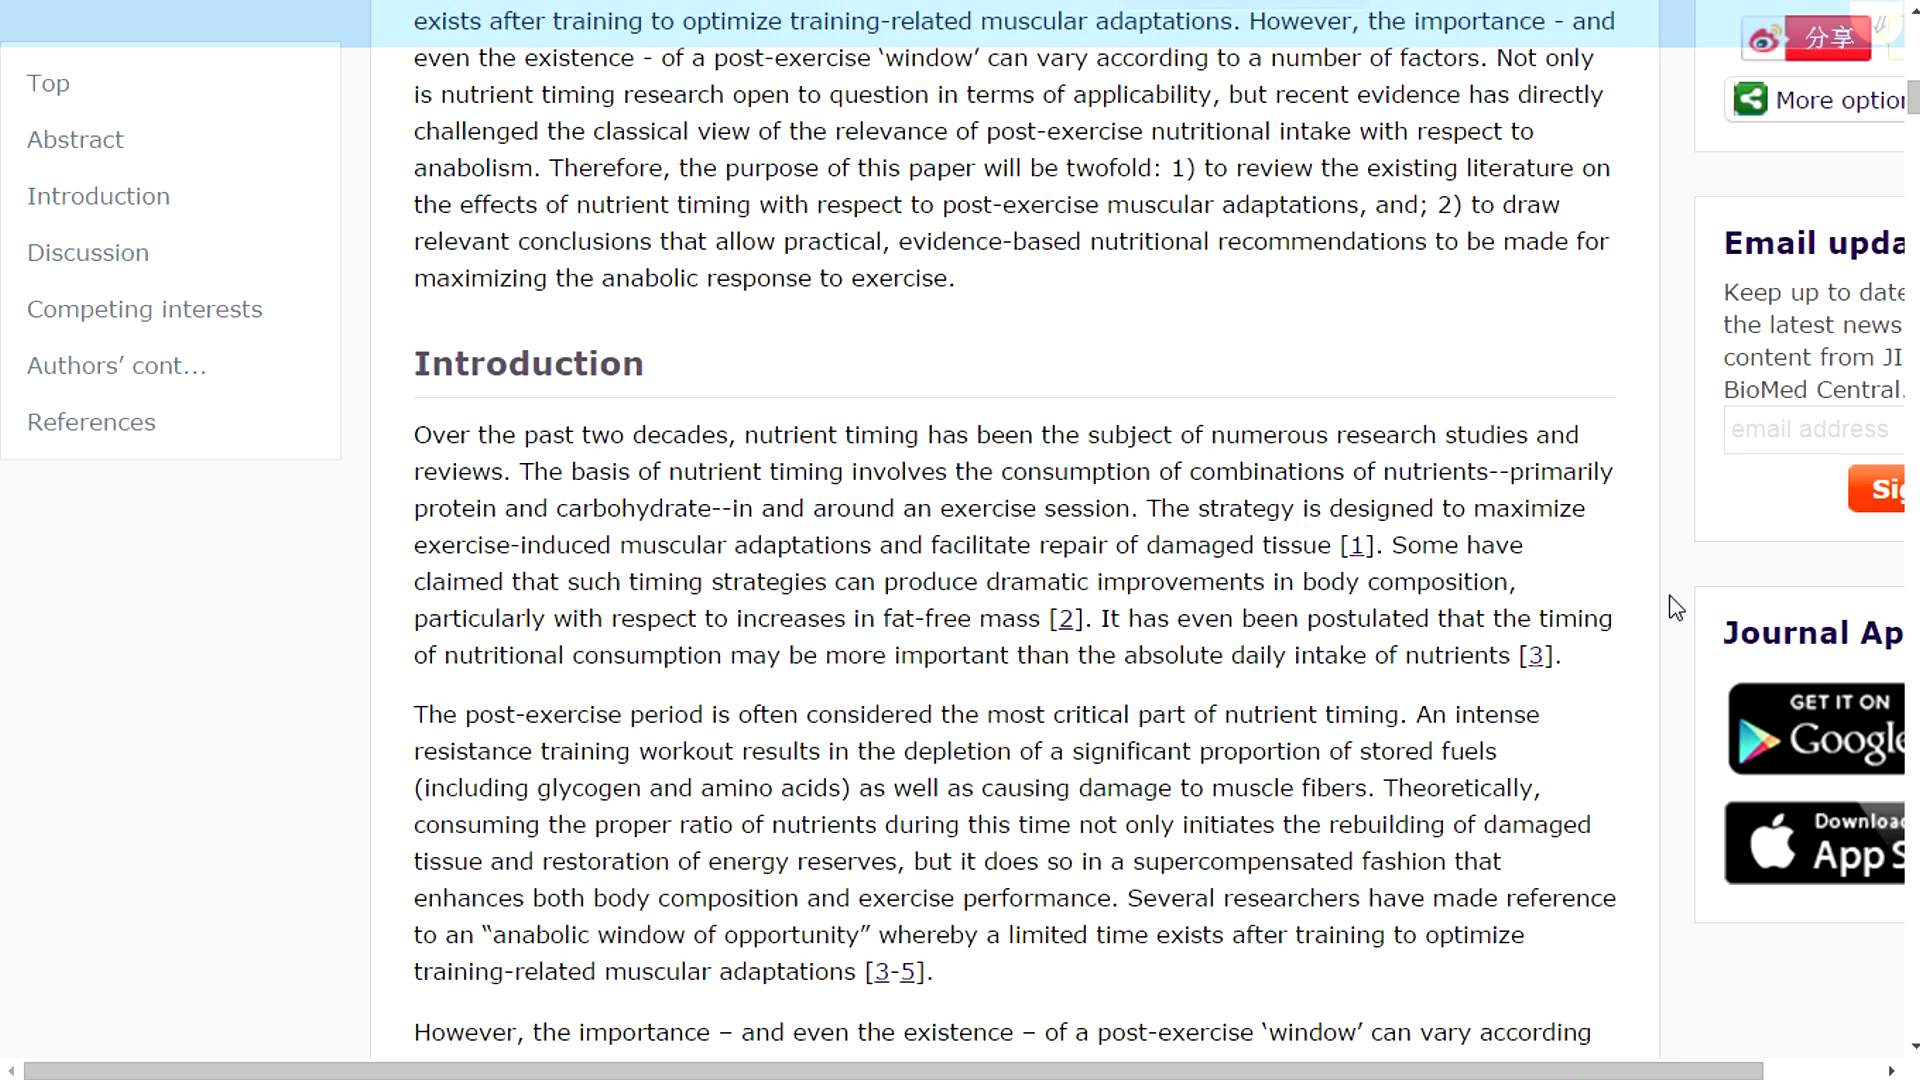 Top
Abstract
Introduction
Discussion
Competing interests
Authors’ cont...
References
exists after training to optimize training-related muscular adaptations. However, the importance - and
even the existence - of a post-exercise ‘window’ can vary according to a number of factors. Not only
is nutrient timing research open to question in terms of applicability, but recent evidence has directly
challenged the classical view of the relevance of post-exercise nutritional intake with respect to
anabolism. Therefore, the purpose of this paper will be twofold: 1) to review the existing literature on
the effects of nutrient timing with respect to post-exercise muscular adaptations, and; 2) to draw
relevant conclusions that allow practical, evidence-based nutritional recommendations to be made for
maximizing the anabolic response to exercise.
Introduction
Over the past two decades, nutrient timing has been the subject of numerous research studies and
reviews. The basis of nutrient timing involves the consumption of combinations of nutrients--primarily
protein and carbohydrate--in and around an exercise session. The strategy is designed to maximize
exercise-induced muscular adaptations and facilitate repair of damaged tissue [1]. Some have
claimed that such timing strategies can produce dramatic improvements in body composition,
particularly with respect to increases in fat-free mass [2]. It has even been postulated that the timing
of nutritional consumption may be more important than the absolute daily intake of nutrients [3].
The post-exercise period is often considered the most critical part of nutrient timing. An intense
resistance training workout results in the depletion of a significant proportion of stored fuels
(including glycogen and amino acids) as well as causing damage to muscle fibers. Theoretically,
consuming the proper ratio of nutrients during this time not only initiates the rebuilding of damaged
tissue and restoration of energy reserves, but it does so in a supercompensated fashion that
enhances both body composition and exercise performance. Several researchers have made reference
to an “anabolic window of opportunity” whereby a limited time exists after training to optimize
training-related muscular adaptations [3-5].
However, the importance – and even the existence – of a post-exercise ‘window’ can vary according
分享
More option
Email upda
Keep up to date
the latest news
content from JI
BioMed Central.
email address
Sig
Journal Ap
GET IT ON
Google
Download
App S